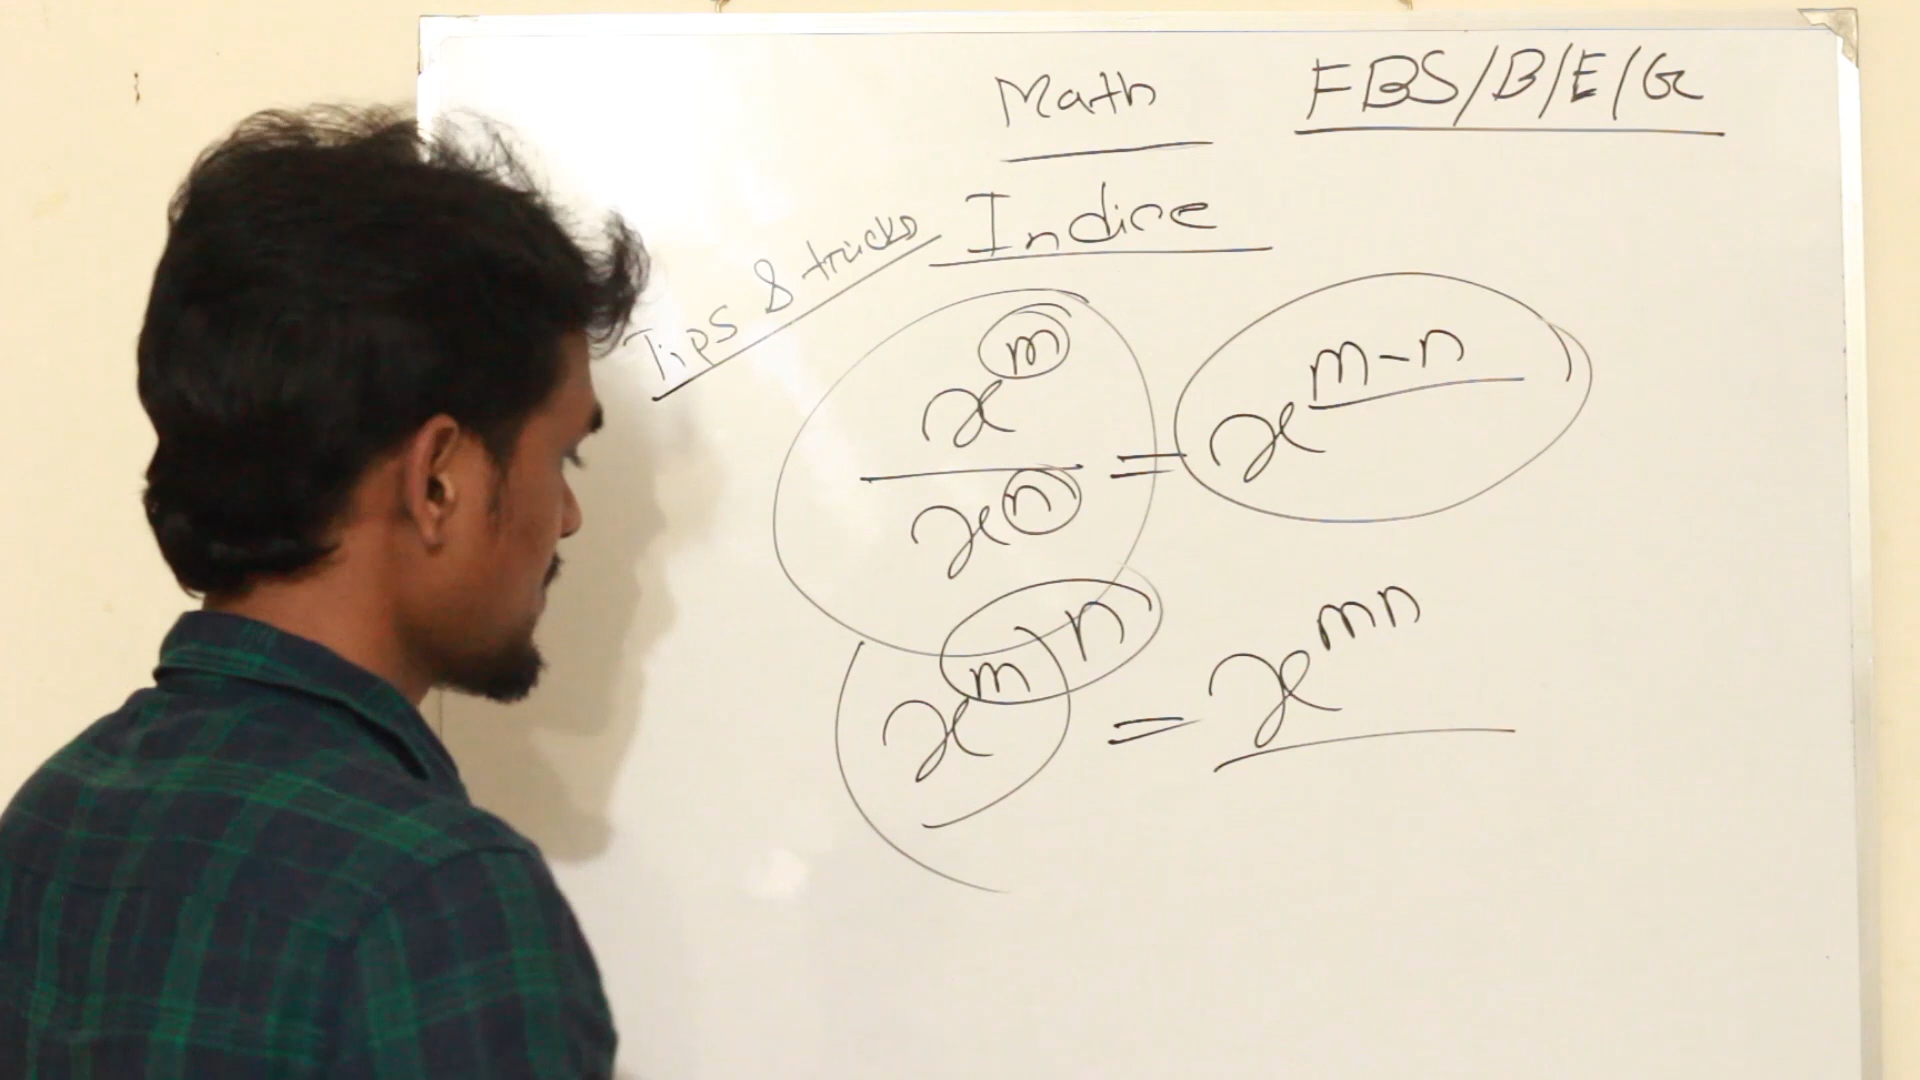 Math FBS/B/E/G
Tips & tricks Indice
x^m / x^n = x^(m-n)
x^m)^n = x^mn